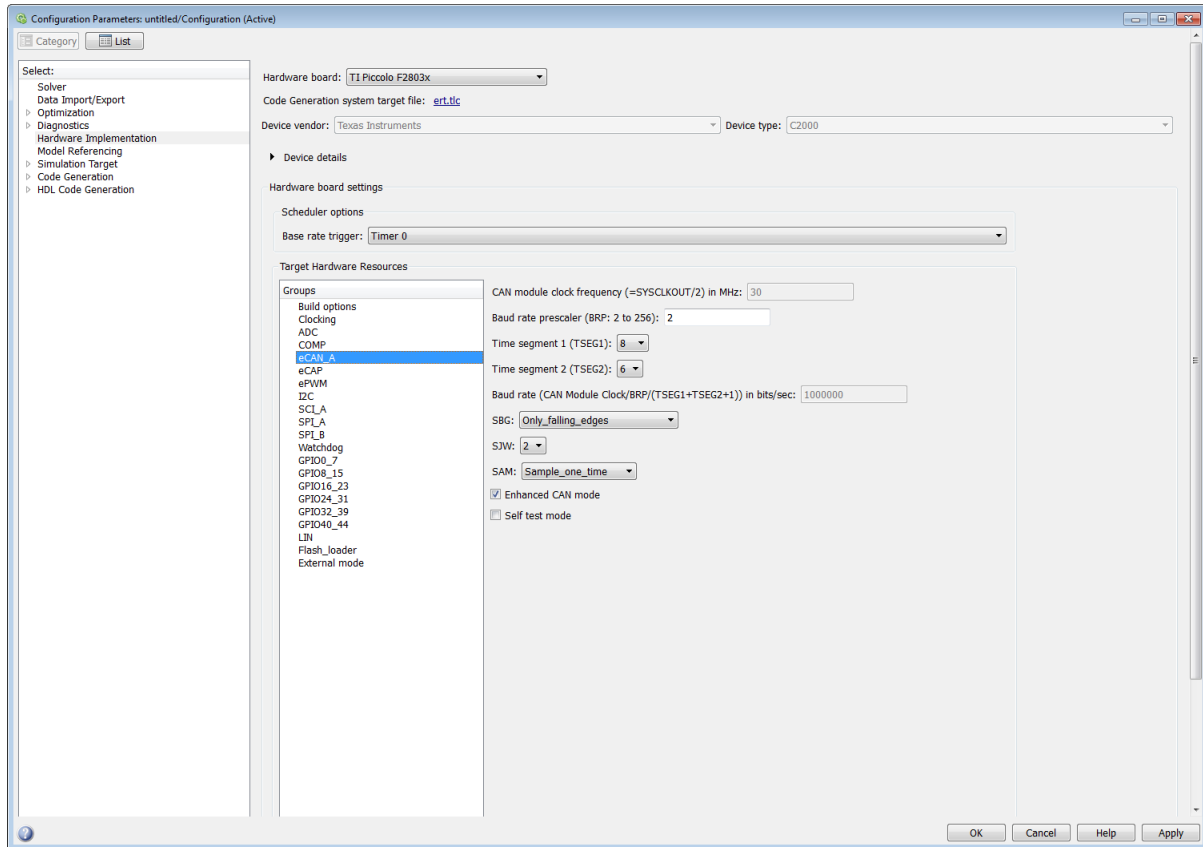 Configuration Parameters: untitled/Configuration (Active)
Category List
Select:
Solver
Data Import/Export
Optimization
Diagnostics
Hardware Implementation
Model Referencing
Simulation Target
Code Generation
HDL Code Generation
Hardware board: TI Piccolo F2803x
Code Generation system target file: ert.tlc
Device vendor: Texas Instruments Device type: C2000
Device details
Hardware board settings
Scheduler options
Base rate trigger: Timer 0
Target Hardware Resources
Groups
Build options
Clocking
ADC
COMP
eCAN_A
eCAP
ePWM
I2C
SCI_A
SPI_A
SPI_B
Watchdog
GPIO0_7
GPIO8_15
GPIO16_23
GPIO24_31
GPIO32_39
GPIO40_44
LIN
Flash_loader
External mode
CAN module clock frequency (=SYSCLKOUT/2) in MHz: 30
Baud rate prescaler (BRP: 2 to 256): 2
Time segment 1 (TSEG1): 8
Time segment 2 (TSEG2): 6
Baud rate (CAN Module Clock/BRP/(TSEG1+TSEG2+1)) in bits/sec: 1000000
SBG: Only_falling_edges
SJW: 2
SAM: Sample_one_time
Enhanced CAN mode
Self test mode
OK Cancel Help Apply